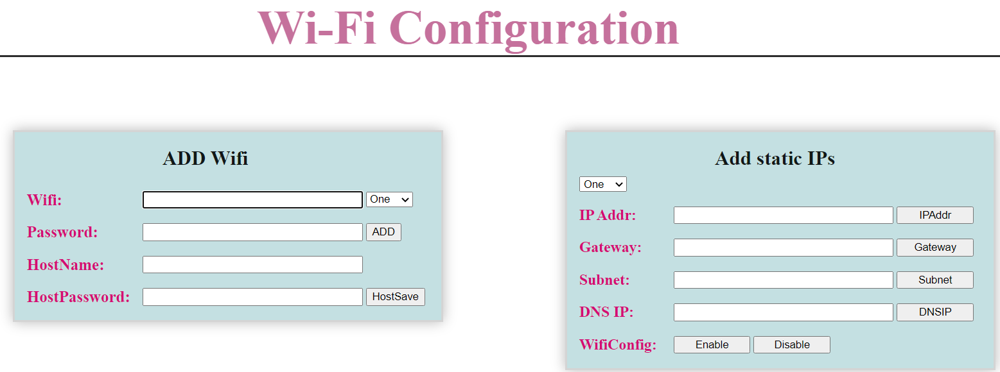 Wi-Fi Configuration
ADD Wifi
Wifi: One
Password: ADD
HostName:
HostPassword: HostSave
Add static IPs
One
IP Addr: IPAddr
Gateway: Gateway
Subnet: Subnet
DNS IP: DNSIP
WifiConfig: Enable Disable